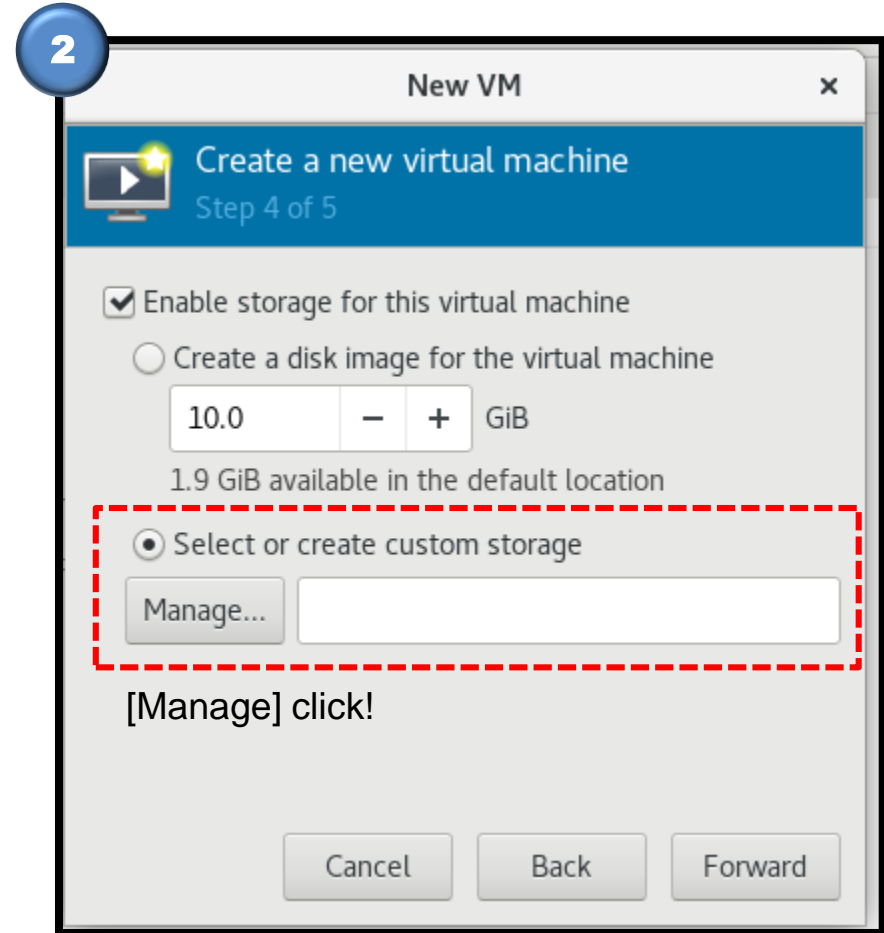 2
New VM ×
Create a new virtual machine
Step 4 of 5
Enable storage for this virtual machine
Create a disk image for the virtual machine
10.0 − + GiB
1.9 GiB available in the default location
Select or create custom storage
Manage...
[Manage] click!
Cancel Back Forward